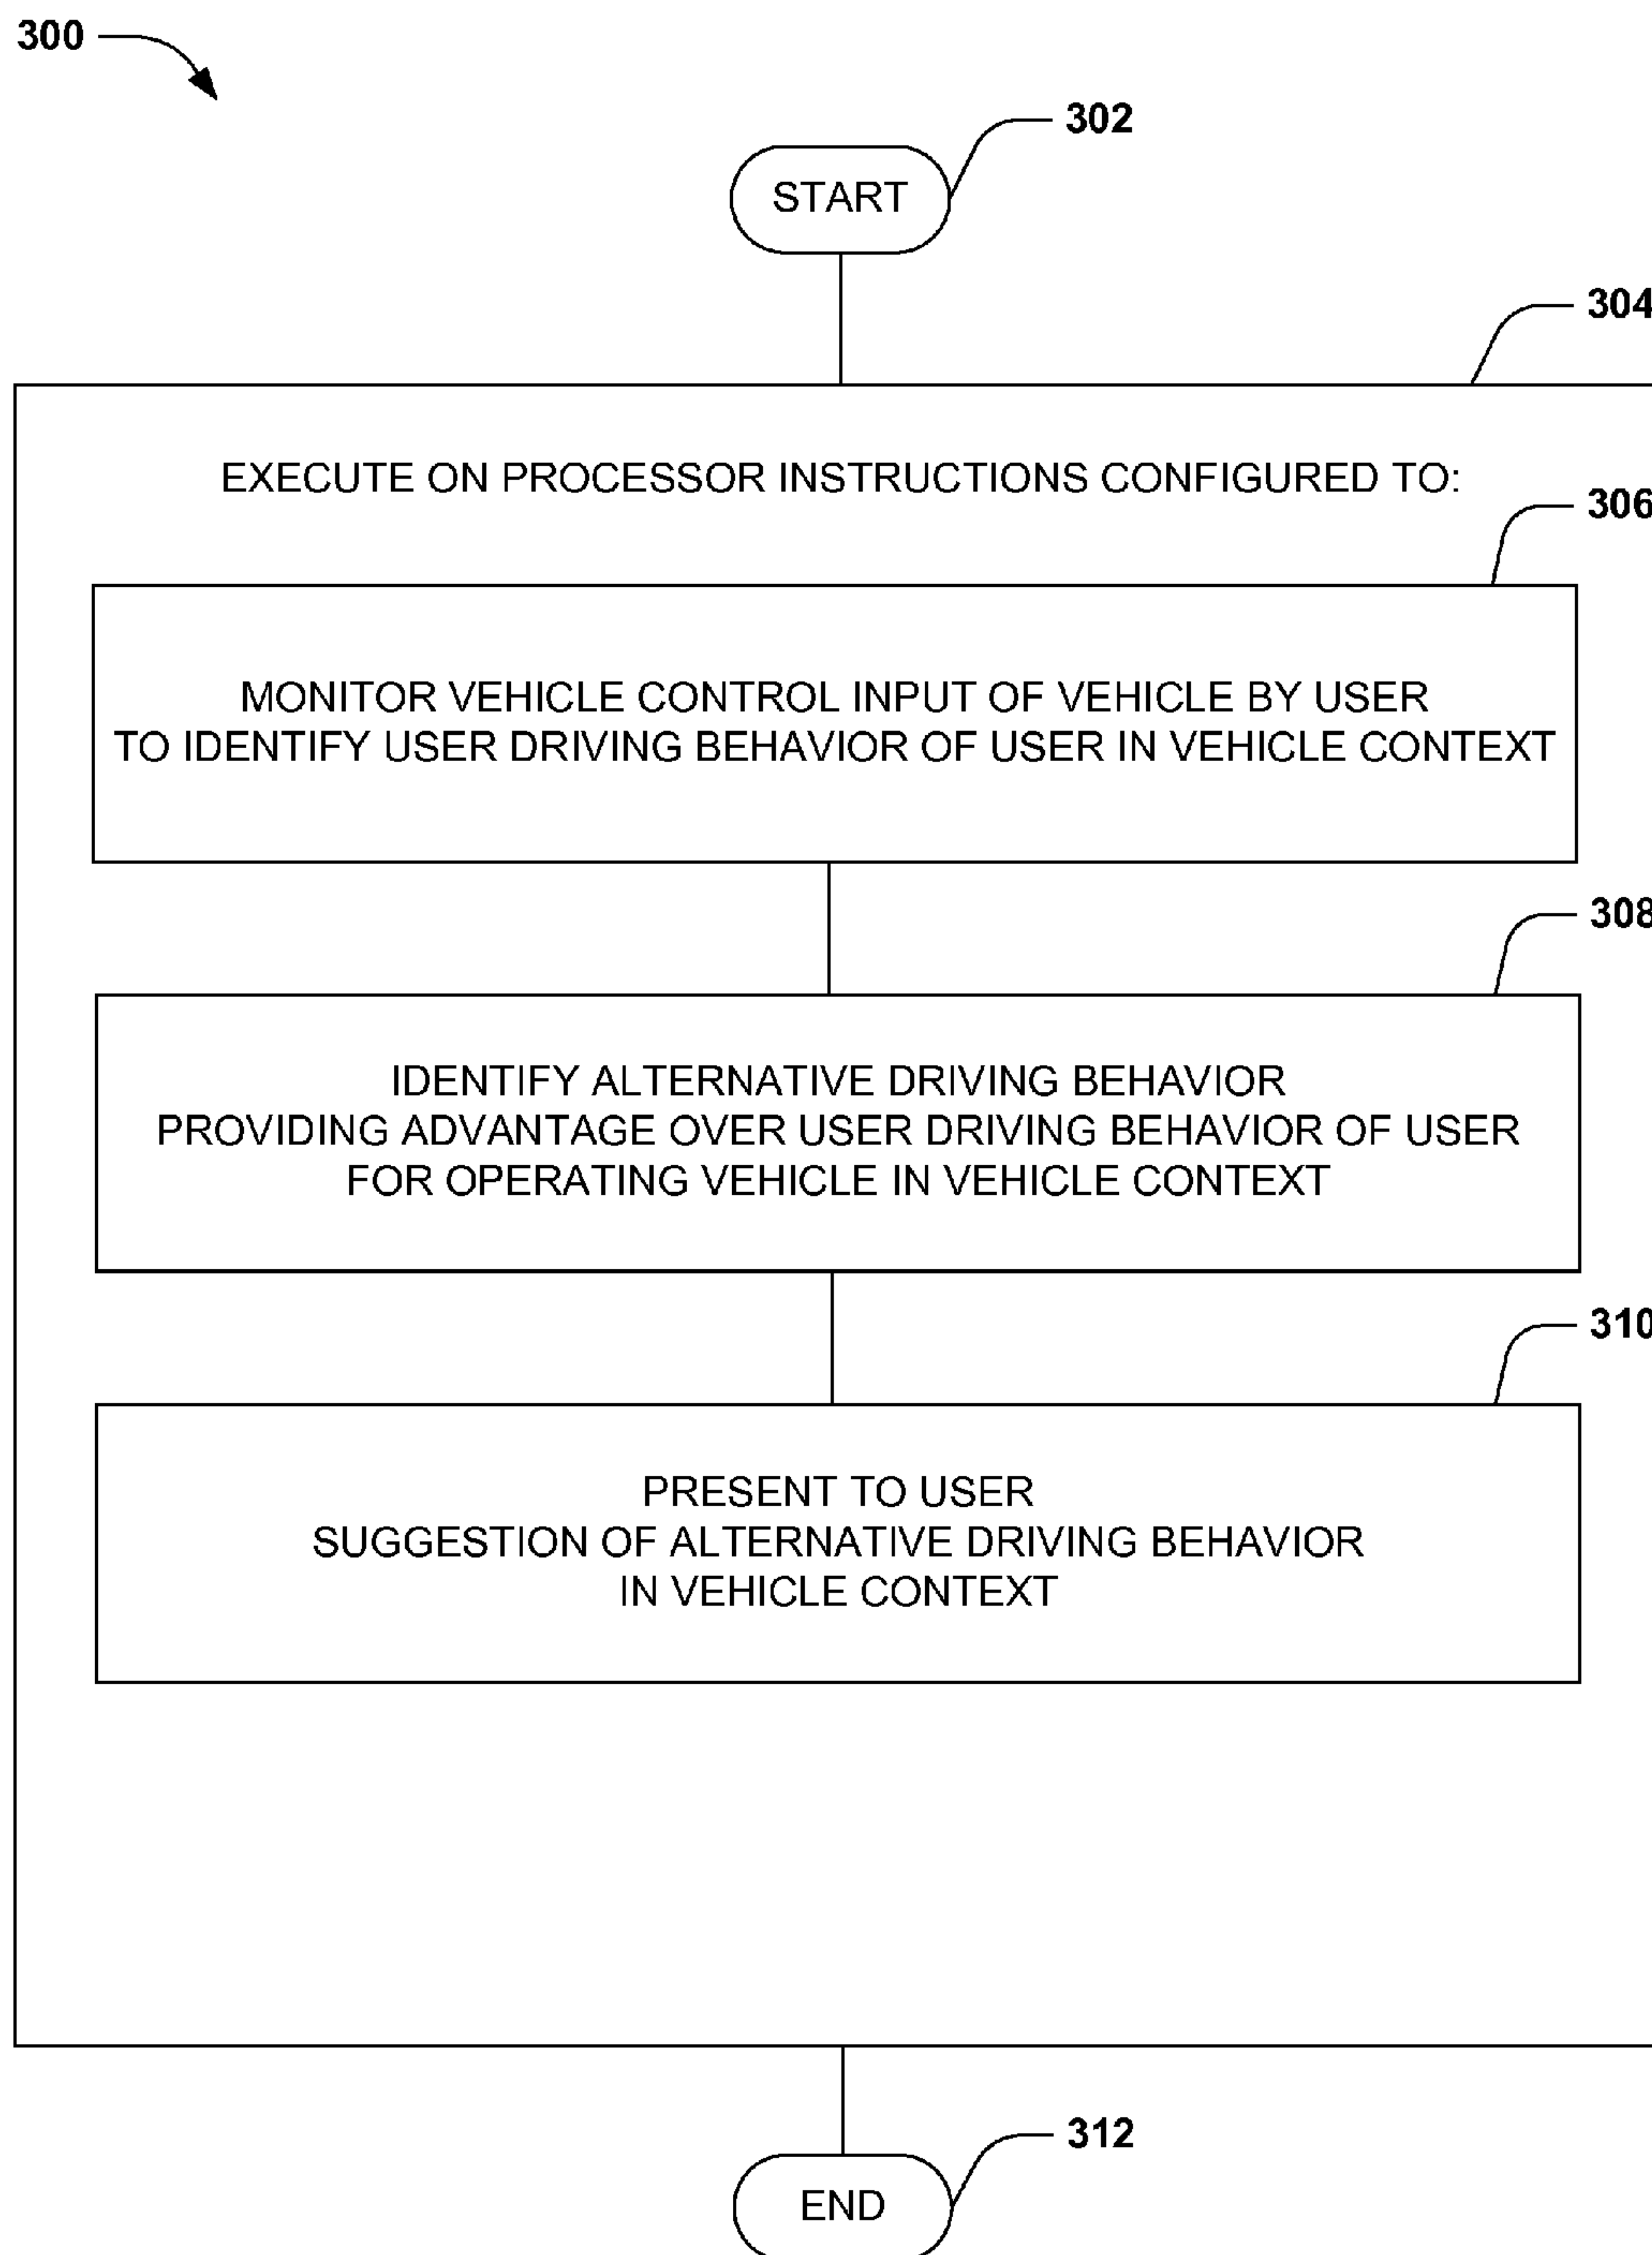 300
302
START
304
EXECUTE ON PROCESSOR INSTRUCTIONS CONFIGURED TO:
306
MONITOR VEHICLE CONTROL INPUT OF VEHICLE BY USER
TO IDENTIFY USER DRIVING BEHAVIOR OF USER IN VEHICLE CONTEXT
308
IDENTIFY ALTERNATIVE DRIVING BEHAVIOR
PROVIDING ADVANTAGE OVER USER DRIVING BEHAVIOR OF USER
FOR OPERATING VEHICLE IN VEHICLE CONTEXT
310
PRESENT TO USER
SUGGESTION OF ALTERNATIVE DRIVING BEHAVIOR
IN VEHICLE CONTEXT
312
END